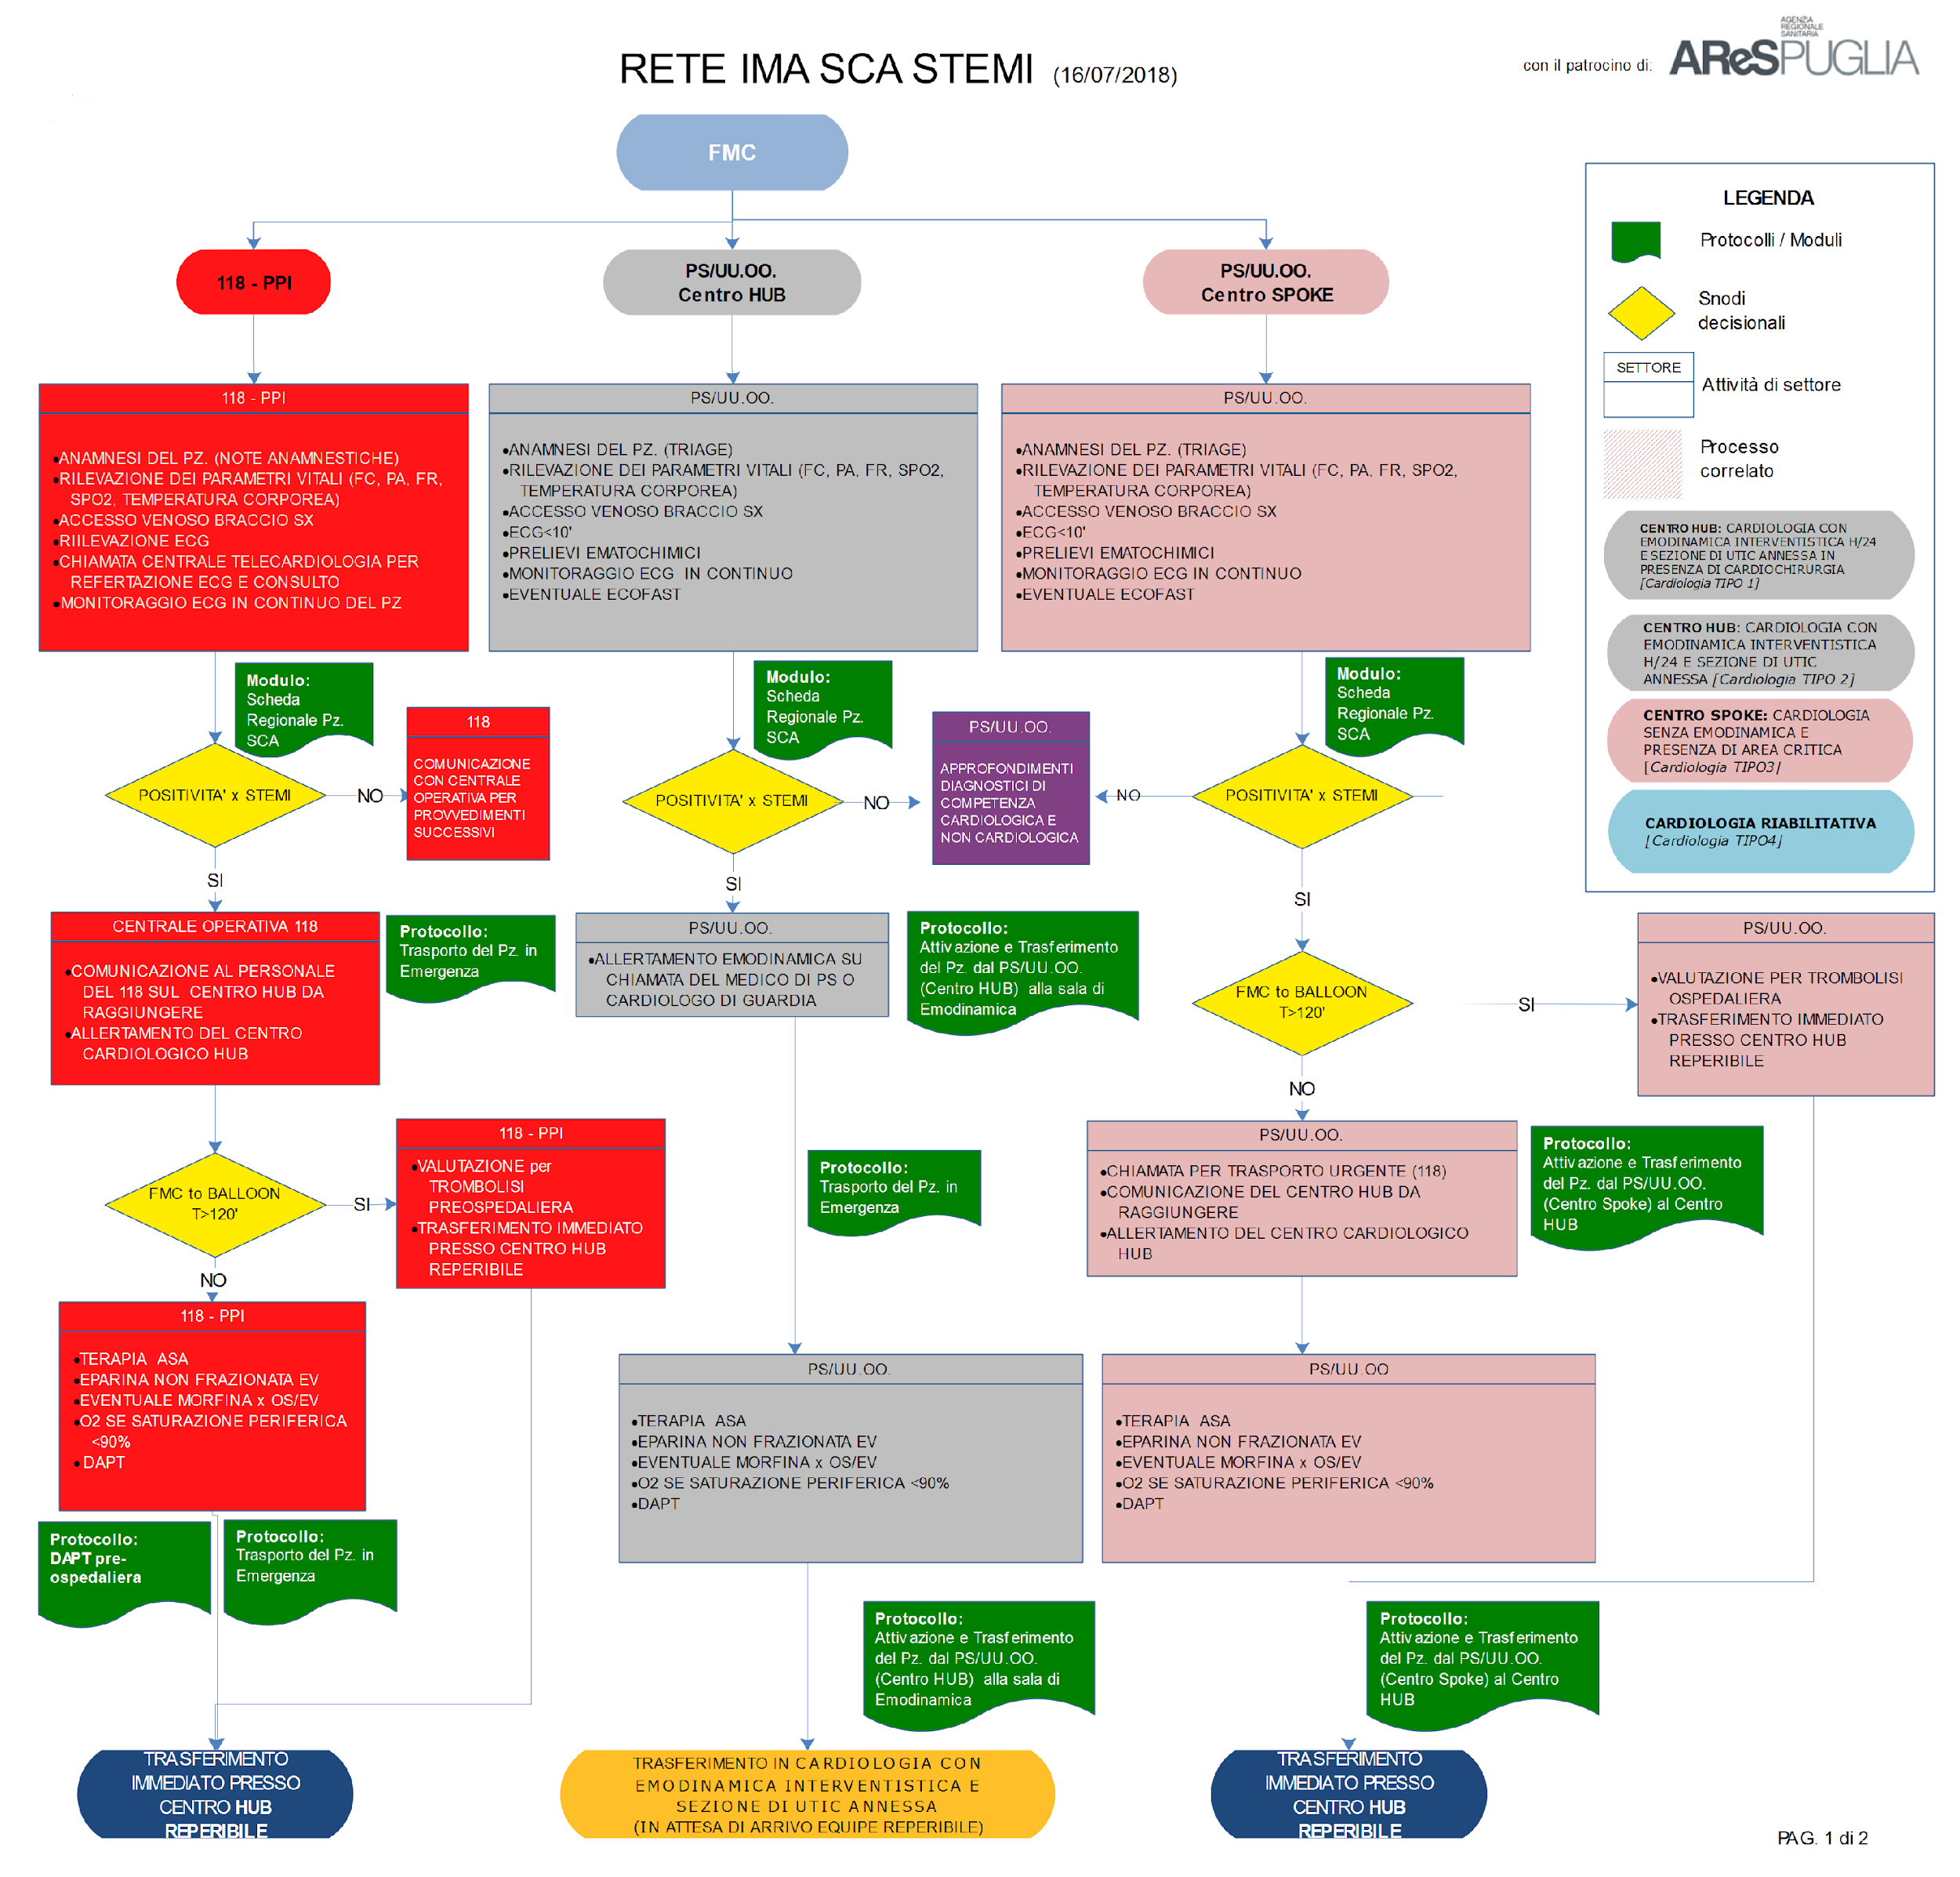 RETE IMA SCA STEMI (16/07/2018)
con il patrocino di:
AGENZIA
REGIONALE
SANITARIA
AReSPUGLIA
FMC
118 - PPI
PS/UU.OO.
Centro HUB
PS/UU.OO.
Centro SPOKE
LEGENDA
Protocolli / Moduli
Snodi
decisionali
SETTORE
Attività di settore
Processo
correlato
CENTRO HUB: CARDIOLOGIA CON
EMODINAMICA INTERVENTISTICA H/24
E SEZIONE DI UTIC ANNESSA IN
PRESENZA DI CARDIOCHIRURGIA
[Cardiologia TIPO 1]
CENTRO HUB: CARDIOLOGIA CON
EMODINAMICA INTERVENTISTICA
H/24 E SEZIONE DI UTIC
ANNESSA [Cardiologia TIPO 2]
CENTRO SPOKE: CARDIOLOGIA
SENZA EMODINAMICA E
PRESENZA DI AREA CRITICA
[Cardiologia TIPO3]
CARDIOLOGIA RIABILITATIVA
[Cardiologia TIPO4]
118 - PPI
•ANAMNESI DEL PZ. (NOTE ANAMNESTICHE)
•RILEVAZIONE DEI PARAMETRI VITALI (FC, PA, FR,
SPO2, TEMPERATURA CORPOREA)
•ACCESSO VENOSO BRACCIO SX
•RIILEVAZIONE ECG
•CHIAMATA CENTRALE TELECARDIOLOGIA PER
REFERTAZIONE ECG E CONSULTO
•MONITORAGGIO ECG IN CONTINUO DEL PZ
PS/UU.OO.
•ANAMNESI DEL PZ. (TRIAGE)
•RILEVAZIONE DEI PARAMETRI VITALI (FC, PA, FR, SPO2,
TEMPERATURA CORPOREA)
•ACCESSO VENOSO BRACCIO SX
•ECG<10'
•PRELIEVI EMATOCHIMICI
•MONITORAGGIO ECG IN CONTINUO
•EVENTUALE ECOFAST
PS/UU.OO.
•ANAMNESI DEL PZ. (TRIAGE)
•RILEVAZIONE DEI PARAMETRI VITALI (FC, PA, FR, SPO2,
TEMPERATURA CORPOREA)
•ACCESSO VENOSO BRACCIO SX
•ECG<10'
•PRELIEVI EMATOCHIMICI
•MONITORAGGIO ECG IN CONTINUO
•EVENTUALE ECOFAST
Modulo:
Scheda
Regionale Pz.
SCA
Modulo:
Scheda
Regionale Pz.
SCA
Modulo:
Scheda
Regionale Pz.
SCA
POSITIVITA' x STEMI
NO
118
COMUNICAZIONE
CON CENTRALE
OPERATIVA PER
PROVVEDIMENTI
SUCCESSIVI
POSITIVITA' x STEMI
NO
PS/UU.OO.
APPROFONDIMENTI
DIAGNOSTICI DI
COMPETENZA
CARDIOLOGICA E
NON CARDIOLOGICA
NO
POSITIVITA' x STEMI
SI
SI
SI
CENTRALE OPERATIVA 118
•COMUNICAZIONE AL PERSONALE
DEL 118 SUL CENTRO HUB DA
RAGGIUNGERE
•ALLERTAMENTO DEL CENTRO
CARDIOLOGICO HUB
Protocollo:
Trasporto del Pz. in
Emergenza
PS/UU.OO.
•ALLERTAMENTO EMODINAMICA SU
CHIAMATA DEL MEDICO DI PS O
CARDIOLOGO DI GUARDIA
Protocollo:
Attivazione e Trasferimento
del Pz. dal PS/UU.OO.
(Centro HUB) alla sala di
Emodinamica
FMC to BALLOON
T>120'
SI
PS/UU.OO.
•VALUTAZIONE PER TROMBOLISI
OSPEDALIERA
•TRASFERIMENTO IMMEDIATO
PRESSO CENTRO HUB
REPERIBILE
NO
FMC to BALLOON
T>120'
SI
118 - PPI
•VALUTAZIONE per
TROMBOLISI
PREOSPEDALIERA
•TRASFERIMENTO IMMEDIATO
PRESSO CENTRO HUB
REPERIBILE
Protocollo:
Trasporto del Pz. in
Emergenza
PS/UU.OO.
•CHIAMATA PER TRASPORTO URGENTE (118)
•COMUNICAZIONE DEL CENTRO HUB DA
RAGGIUNGERE
•ALLERTAMENTO DEL CENTRO CARDIOLOGICO
HUB
Protocollo:
Attivazione e Trasferimento
del Pz. dal PS/UU.OO.
(Centro Spoke) al Centro
HUB
NO
118 - PPI
•TERAPIA ASA
•EPARINA NON FRAZIONATA EV
•EVENTUALE MORFINA x OS/EV
•O2 SE SATURAZIONE PERIFERICA
<90%
• DAPT
PS/UU.OO.
•TERAPIA ASA
•EPARINA NON FRAZIONATA EV
•EVENTUALE MORFINA x OS/EV
•O2 SE SATURAZIONE PERIFERICA <90%
•DAPT
PS/UU.OO
•TERAPIA ASA
•EPARINA NON FRAZIONATA EV
•EVENTUALE MORFINA x OS/EV
•O2 SE SATURAZIONE PERIFERICA <90%
•DAPT
Protocollo:
DAPT pre-
ospedaliera
Protocollo:
Trasporto del Pz. in
Emergenza
Protocollo:
Attivazione e Trasferimento
del Pz. dal PS/UU.OO.
(Centro HUB) alla sala di
Emodinamica
Protocollo:
Attivazione e Trasferimento
del Pz. dal PS/UU.OO.
(Centro Spoke) al Centro
HUB
TRASFERIMENTO
IMMEDIATO PRESSO
CENTRO HUB
REPERIBILE
TRASFERIMENTO IN CARDIOLOGIA CON
EMODINAMICA INTERVENTISTICA E
SEZIONE DI UTIC ANNESSA
(IN ATTESA DI ARRIVO EQUIPE REPERIBILE)
TRASFERIMENTO
IMMEDIATO PRESSO
CENTRO HUB
REPERIBILE
PAG. 1 di 2